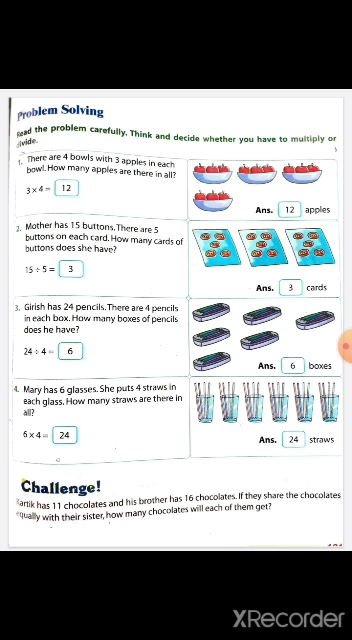 Problem Solving
Read the problem carefully. Think and decide whether you have to multiply or
divide.
1. There are 4 bowls with 3 apples in each
bowl. How many apples are there in all?
3 × 4 = 12
Ans. 12 apples
2. Mother has 15 buttons. There are 5
buttons on each card. How many cards of
buttons does she have?
15 ÷ 5 = 3
Ans. 3 cards
3. Girish has 24 pencils. There are 4 pencils
in each box. How many boxes of pencils
does he have?
24 ÷ 4 = 6
Ans. 6 boxes
4. Mary has 6 glasses. She puts 4 straws in
each glass. How many straws are there in
all?
6 × 4 = 24
Ans. 24 straws
Challenge!
Kartik has 11 chocolates and his brother has 16 chocolates. If they share the chocolates
equally with their sister, how many chocolates will each of them get?
XRecorder